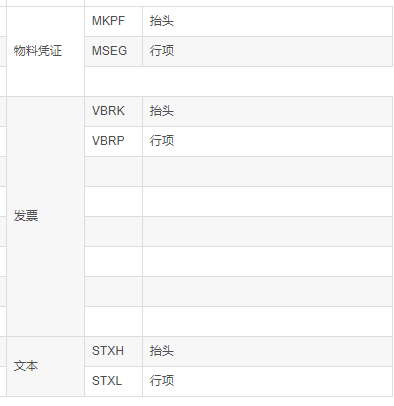 MKPF 抬头
物料凭证 MSEG 行项
VBRK 抬头
VBRP 行项
发票
STXH 抬头
文本
STXL 行项